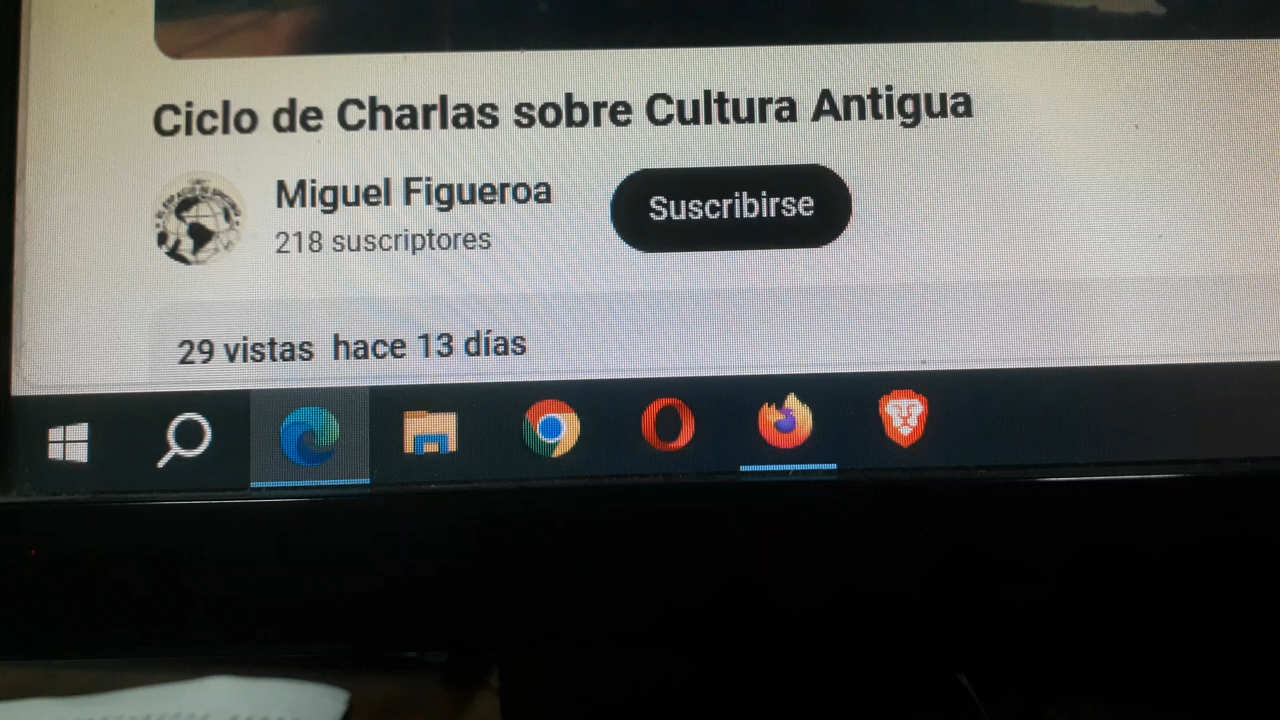 Ciclo de Charlas sobre Cultura Antigua
Miguel Figueroa
Suscribirse
218 suscriptores
29 vistas hace 13 días